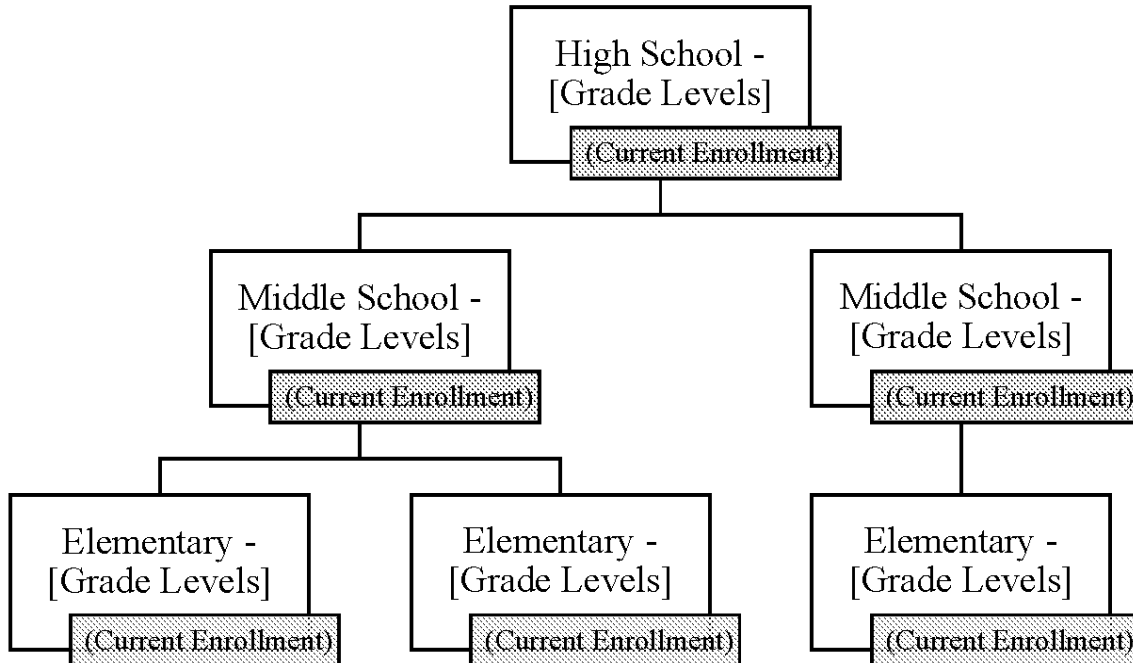 High School -
[Grade Levels]
(Current Enrollment)
Middle School -
[Grade Levels]
(Current Enrollment)
Middle School -
[Grade Levels]
(Current Enrollment)
Elementary -
[Grade Levels]
(Current Enrollment)
Elementary -
[Grade Levels]
(Current Enrollment)
Elementary -
[Grade Levels]
(Current Enrollment)